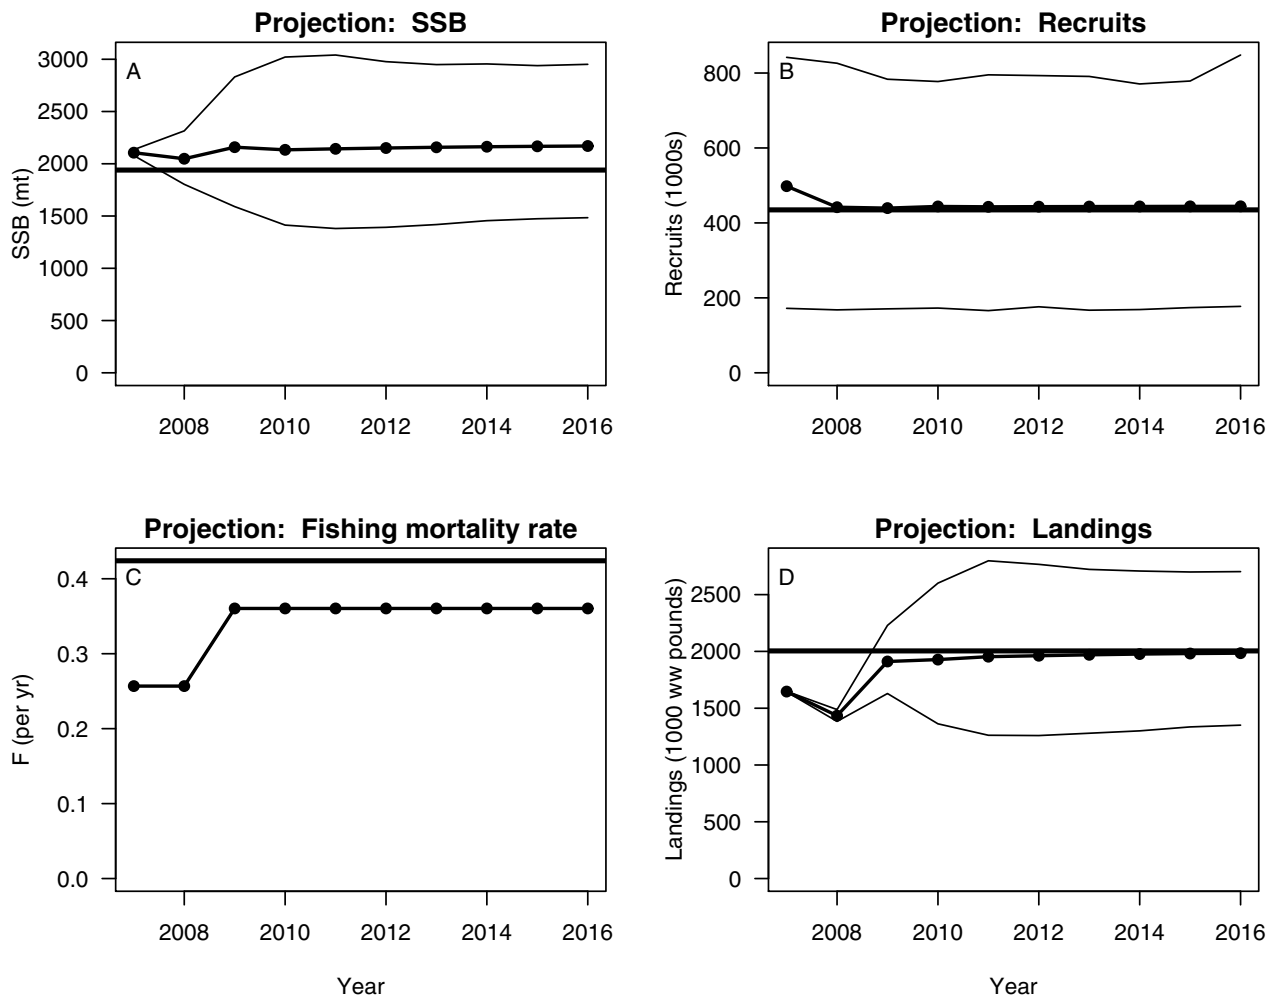 Projection:  SSB
A
SSB (mt)
3000
2500
2000
1500
1000
500
0
2008 2010 2012 2014 2016
Projection:  Recruits
B
Recruits (1000s)
800
600
400
200
0
2008 2010 2012 2014 2016
Projection:  Fishing mortality rate
C
F (per yr)
0.4
0.3
0.2
0.1
0.0
2008 2010 2012 2014 2016
Year
Projection:  Landings
D
Landings (1000 ww pounds)
2500
2000
1500
1000
500
0
2008 2010 2012 2014 2016
Year